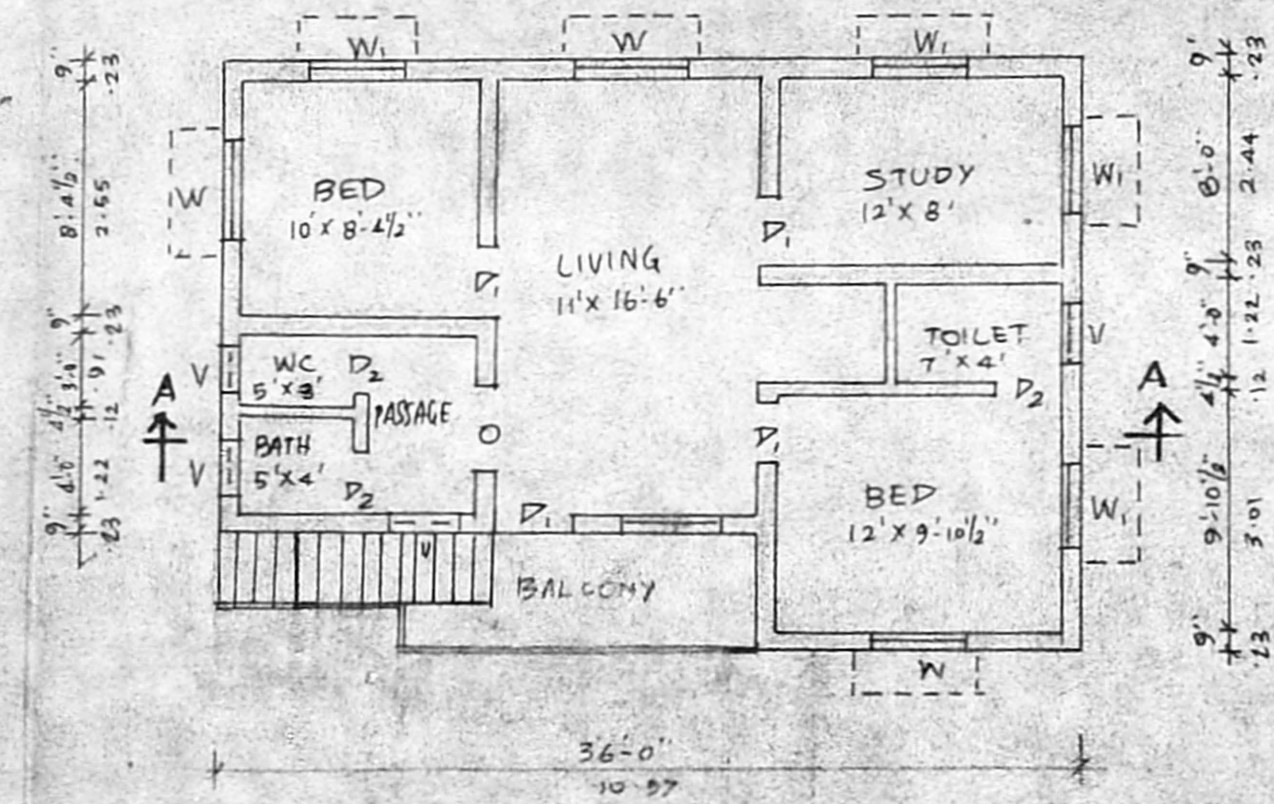 W1
W
W1
9"
.23
8'-4½"
2.55
9"
.23
3'-0"
.91
4½"
.12
4'-0"
1.22
9"
.23
W
BED
10' X 8'-4½"
D1
LIVING
11' X 16'-6"
D1
STUDY
12' X 8'
W1
9'
.23
8'-0"
2.44
9"
.23
4'-0"
1.22
4½"
.12
9'-10½"
3.01
9"
.23
V
WC
5' X 3'
D2
PASSAGE
TOILET
7' X 4'
D2
V
A
A
V
BATH
5' X 4'
D2
O
D1
BED
12' X 9'-10½"
W1
D1
V
BALCONY
W
36'-0"
10.97